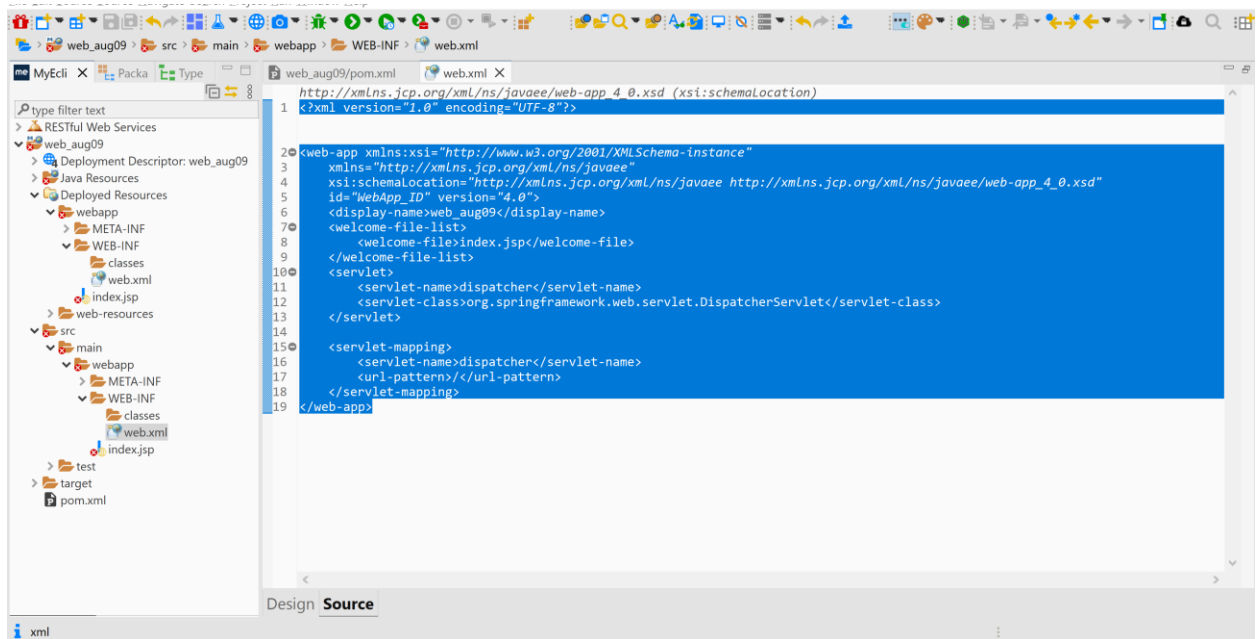 web_aug09 > src > main > webapp > WEB-INF > web.xml
MyEcli
Packa
Type
web_aug09/pom.xml
web.xml
type filter text
RESTful Web Services
web_aug09
Deployment Descriptor: web_aug09
Java Resources
Deployed Resources
webapp
META-INF
WEB-INF
classes
web.xml
index.jsp
web-resources
src
main
webapp
META-INF
WEB-INF
classes
web.xml
index.jsp
test
target
pom.xml
http://xmlns.jcp.org/xml/ns/javaee/web-app_4_0.xsd (xsi:schemaLocation)
1 <?xml version="1.0" encoding="UTF-8"?>
2 <web-app xmlns:xsi="http://www.w3.org/2001/XMLSchema-instance"
3 xmlns="http://xmlns.jcp.org/xml/ns/javaee"
4 xsi:schemaLocation="http://xmlns.jcp.org/xml/ns/javaee http://xmlns.jcp.org/xml/ns/javaee/web-app_4_0.xsd"
5 id="WebApp_ID" version="4.0">
6 <display-name>web_aug09</display-name>
7 <welcome-file-list>
8 <welcome-file>index.jsp</welcome-file>
9 </welcome-file-list>
10 <servlet>
11 <servlet-name>dispatcher</servlet-name>
12 <servlet-class>org.springframework.web.servlet.DispatcherServlet</servlet-class>
13 </servlet>
14
15 <servlet-mapping>
16 <servlet-name>dispatcher</servlet-name>
17 <url-pattern>/</url-pattern>
18 </servlet-mapping>
19 </web-app>
Design Source
xml